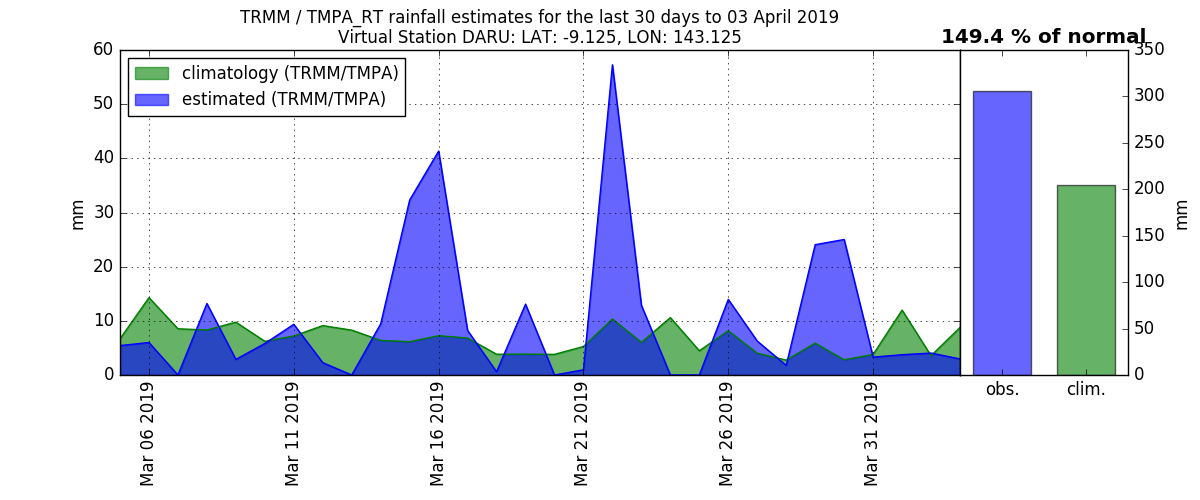 TRMM / TMPA_RT rainfall estimates for the last 30 days to 03 April 2019
Virtual Station DARU: LAT: -9.125, LON: 143.125
149.4 % of normal
climatology (TRMM/TMPA)
estimated (TRMM/TMPA)
60
50
40
30
20
10
0
mm
Mar 06 2019
Mar 11 2019
Mar 16 2019
Mar 21 2019
Mar 26 2019
Mar 31 2019
350
300
250
200
150
100
50
0
mm
obs.
clim.